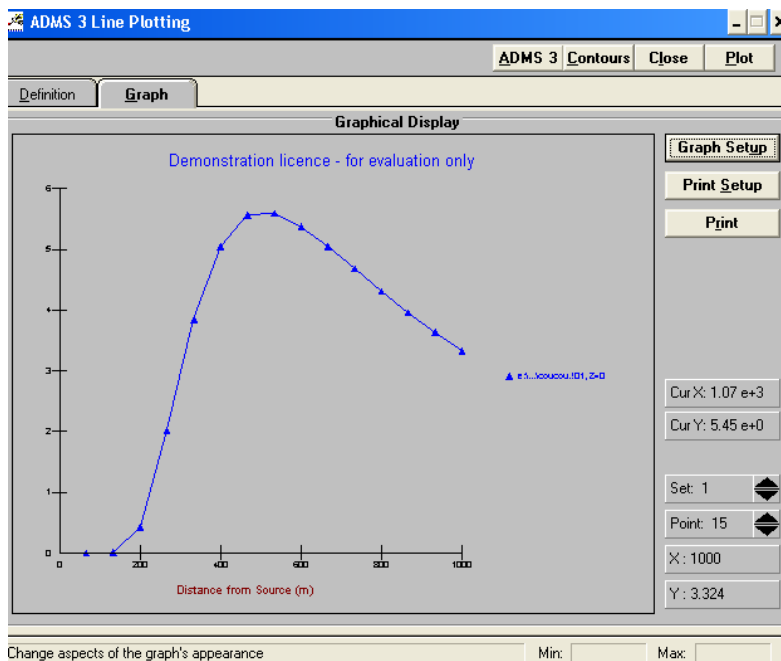 ADMS 3 Line Plotting
ADMS 3 Contours Close Plot
Definition Graph
Graphical Display
Demonstration licence - for evaluation only
Graph Setup
Print Setup
Print
6
5
4
3
2
1
0
0 200 400 600 800 1000
Distance from Source (m)
Cur X: 1.07 e+3
Cur Y: 5.45 e+0
Set: 1
Point: 15
X : 1000
Y : 3.324
Change aspects of the graph's appearance Min: Max: